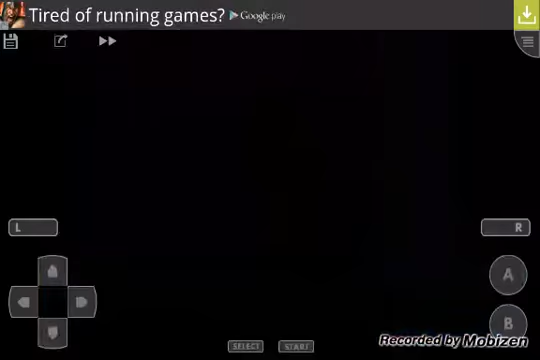 Tired of running games? Google play
L
R
A
B
SELECT START
Recorded by Mobizen